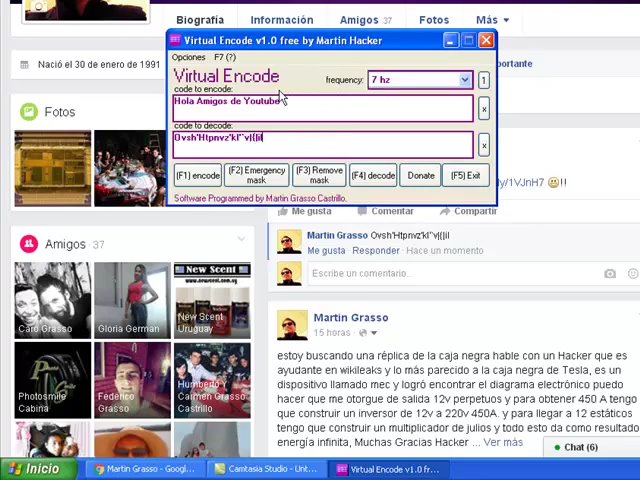 Biografía Información Amigos 37 Fotos Más
Virtual Encode v1.0 free by Martin Hacker
Opciones F7 (?)
Virtual Encode
frequency: 7 hz 1
code to encode:
Hola Amigos de Youtube
x
code to decode:
Ovsh'Htpnvz'kl'`v|{|il
x
(F1) encode
(F2) Emergency mask
(F3) Remove mask
(F4) decode
Donate
(F5) Exit
Software Programmed by Martin Grasso Castrillo.
Nació el 30 de enero de 1991
Fotos
Amigos 37
Caro Grasso
Gloria German
New Scent
www.newscent.com.uy
New Scent Uruguay
Photosmile Cabina
Federico Grasso
Humberto Y Carmen Grasso Castrillo
portante
ly/1VJnH7 !!
Me gusta Comentar Compartir
Martin Grasso Ovsh'Htpnvz'kl'`v|{|il
Me gusta · Responder · Hace un momento
Escribe un comentario...
Martin Grasso
15 horas ·
estoy buscando una réplica de la caja negra hable con un Hacker que es
ayudante en wikileaks y lo más parecido a la caja negra de Tesla, es un
dispositivo llamado mec y logró encontrar el diagrama electrónico puedo
hacer que me otorgue de salida 12v perpetuos y para obtener 450 A tengo
que construir un inversor de 12v a 220v 450A. y para llegar a 12 estáticos
tengo que construir un multiplicador de julios y todo esto da como resultado
energía infinita, Muchas Gracias Hacker ... Ver más
Chat (6)
Inicio
Martin Grasso - Googl...
Camtasia Studio - Unt...
Virtual Encode v1.0 fr...